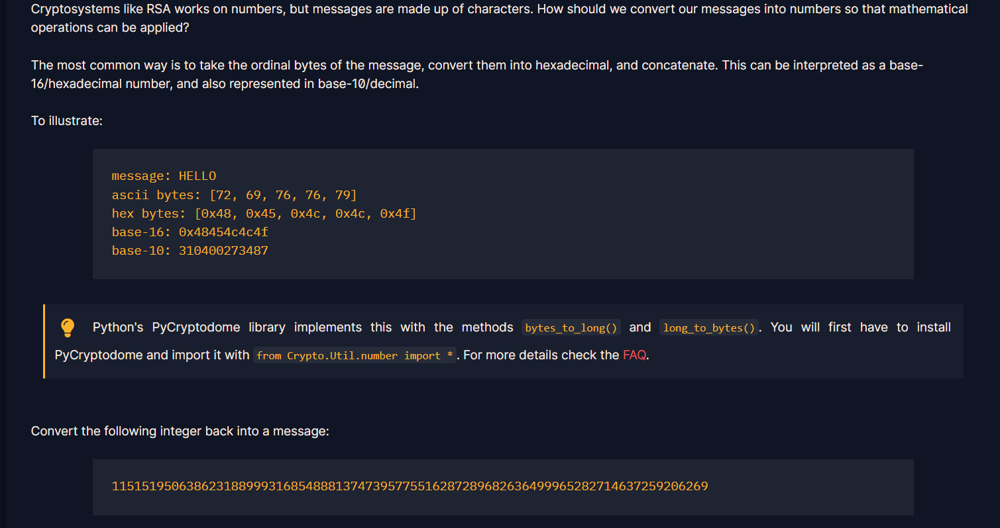 Cryptosystems like RSA works on numbers, but messages are made up of characters. How should we convert our messages into numbers so that mathematical
operations can be applied?
The most common way is to take the ordinal bytes of the message, convert them into hexadecimal, and concatenate. This can be interpreted as a base-
16/hexadecimal number, and also represented in base-10/decimal.
To illustrate:
message: HELLO
ascii bytes: [72, 69, 76, 76, 79]
hex bytes: [0x48, 0x45, 0x4c, 0x4c, 0x4f]
base-16: 0x48454c4c4f
base-10: 310400273487
Python's PyCryptodome library implements this with the methods bytes_to_long() and long_to_bytes(). You will first have to install
PyCryptodome and import it with from Crypto.Util.number import *. For more details check the FAQ.
Convert the following integer back into a message:
11515195063862318899931685488813747395775516287289682636499965282714637259206269